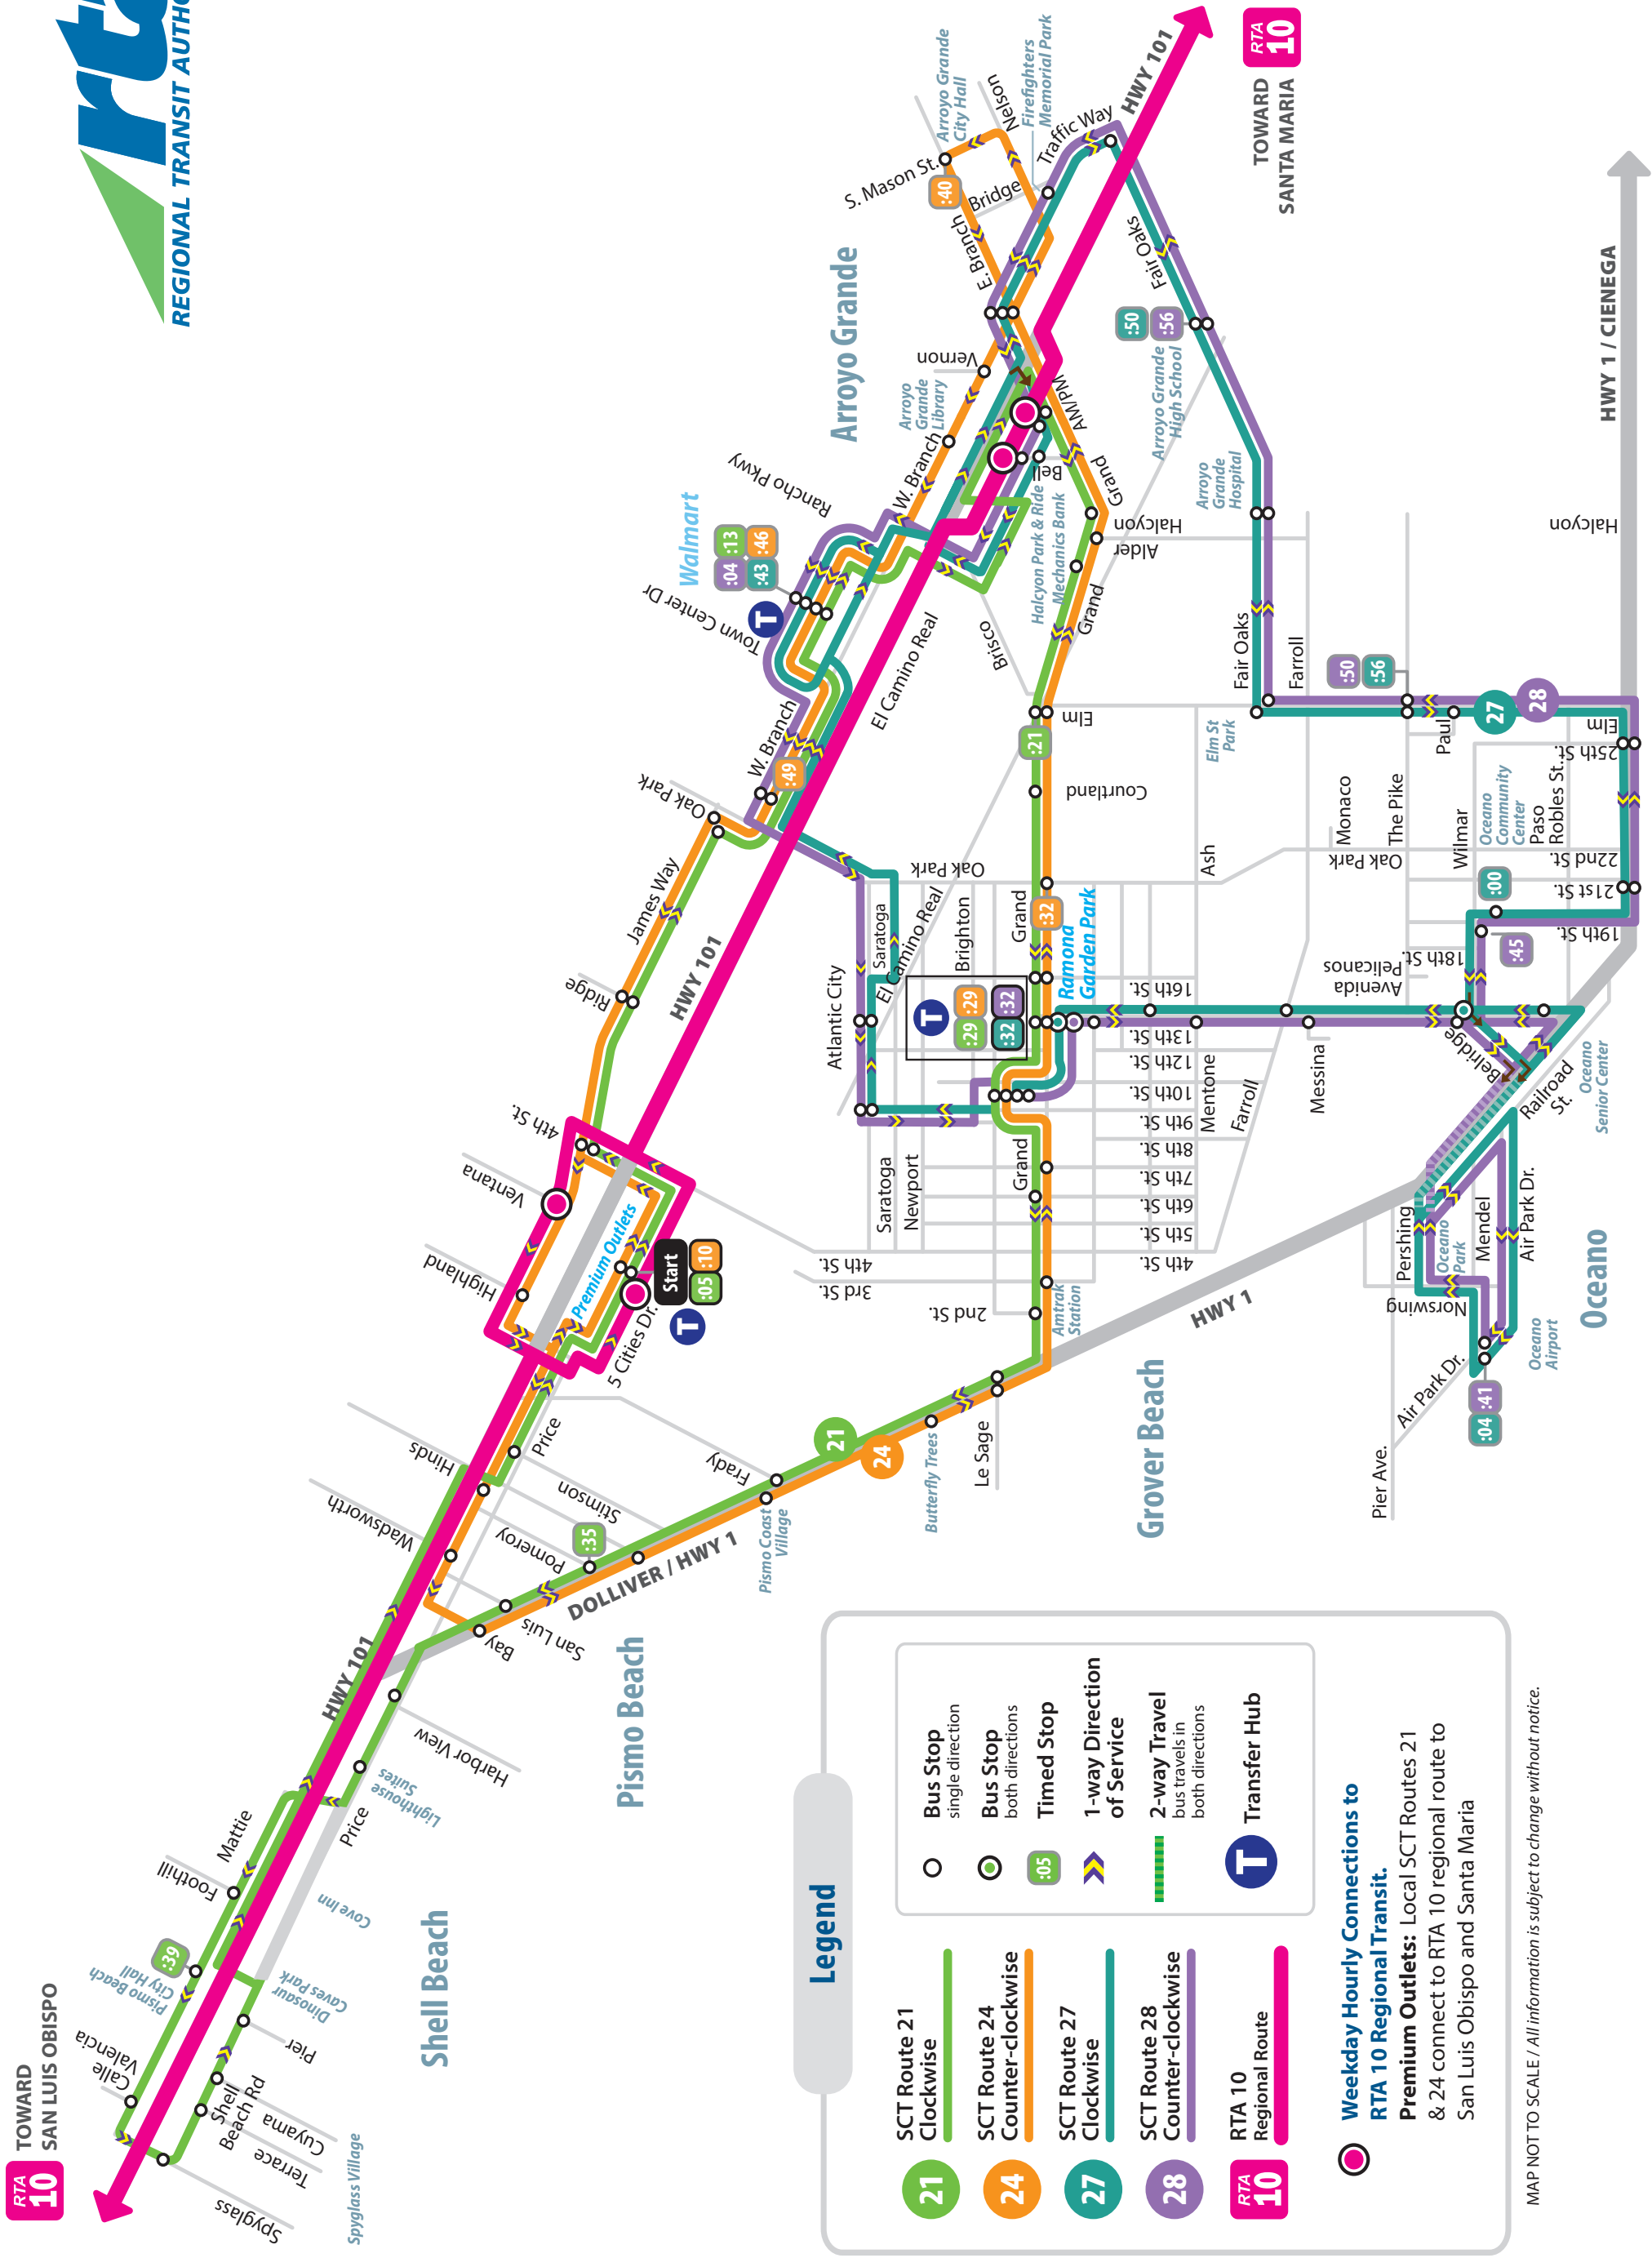 rta
REGIONAL TRANSIT AUTHO
RTA
10
TOWARD
SAN LUIS OBISPO
Spyglass
Spyglass Village
Terrace
Cuyama
Shell
Beach Rd
Pier
Dinosaur
Caves Park
Cove Inn
Calle
Valencia
Pismo Beach
City Hall
:39
Foothill
Mattie
Price
Lighthouse
Suites
Harbor View
Shell Beach
HWY 101
Pismo Beach
Bay
San Luis
Wadsworth
Pomeroy
:35
Hinds
Stimson
Price
Frady
DOLLIVER / HWY 1
Pismo Coast
Village
21
24
Butterfly Trees
Le Sage
Grover Beach
Highland
Ventana
4th St.
Premium Outlets
5 Cities Dr.
T
Start
:05
:10
HWY 101
Ridge
James Way
Oak Park
W. Branch
:49
Town Center Dr
T
Walmart
:04
:13
:43
:46
Rancho Pkwy
W. Branch
Arroyo
Grande
Library
Vernon
Arroyo Grande
E. Branch
S. Mason St.
:40
Bridge
Arroyo Grande
City Hall
Nelson
Firefighters
Memorial Park
Traffic Way
HWY 101
RTA
10
TOWARD
SANTA MARIA
El Camino Real
Brisco
Halcyon Park & Ride
Mechanics Bank
Bell
AM/PM
Grand
Halcyon
Alder
Grand
Fair Oaks
:50
:56
Arroyo Grande
High School
Arroyo
Grande
Hospital
Elm
:21
Courtland
Oak Park
Saratoga
El Camino Real
Atlantic City
Brighton
Grand
:32
T
:29
:29
:32
:32
Ramona
Garden Park
16th St.
13th St.
12th St.
10th St.
9th St.
8th St.
7th St.
6th St.
5th St.
4th St.
Saratoga
Newport
Grand
4th St.
3rd St.
2nd St.
Amtrak
Station
Mentone
Farroll
Messina
Ash
Elm St
Park
Fair Oaks
Farroll
:50
:56
Monaco
The Pike
Oak Park
Paul
27
28
Wilmar
Oceano
Community
Center
Paso
Robles St.
Elm
25th St.
22nd St.
21st St.
19th St.
:00
:45
18th St.
Avenida
Pelicanos
Belridge
Railroad
St.
Oceano
Senior Center
HWY 1
HWY 1 / CIENEGA
Halcyon
Pershing
Oceano
Park
Mendel
Air Park Dr.
Norswing
Air Park Dr.
Pier Ave.
:04
:41
Oceano
Airport
Oceano
Legend
21
SCT Route 21
Clockwise
24
SCT Route 24
Counter-clockwise
27
SCT Route 27
Clockwise
28
SCT Route 28
Counter-clockwise
RTA
10
RTA 10
Regional Route
Bus Stop
single direction
Bus Stop
both directions
:05
Timed Stop
1-way Direction
of Service
2-way Travel
bus travels in
both directions
T
Transfer Hub
Weekday Hourly Connections to
RTA 10 Regional Transit.
Premium Outlets: Local SCT Routes 21
& 24 connect to RTA 10 regional route to
San Luis Obispo and Santa Maria
MAP NOT TO SCALE / All information is subject to change without notice.